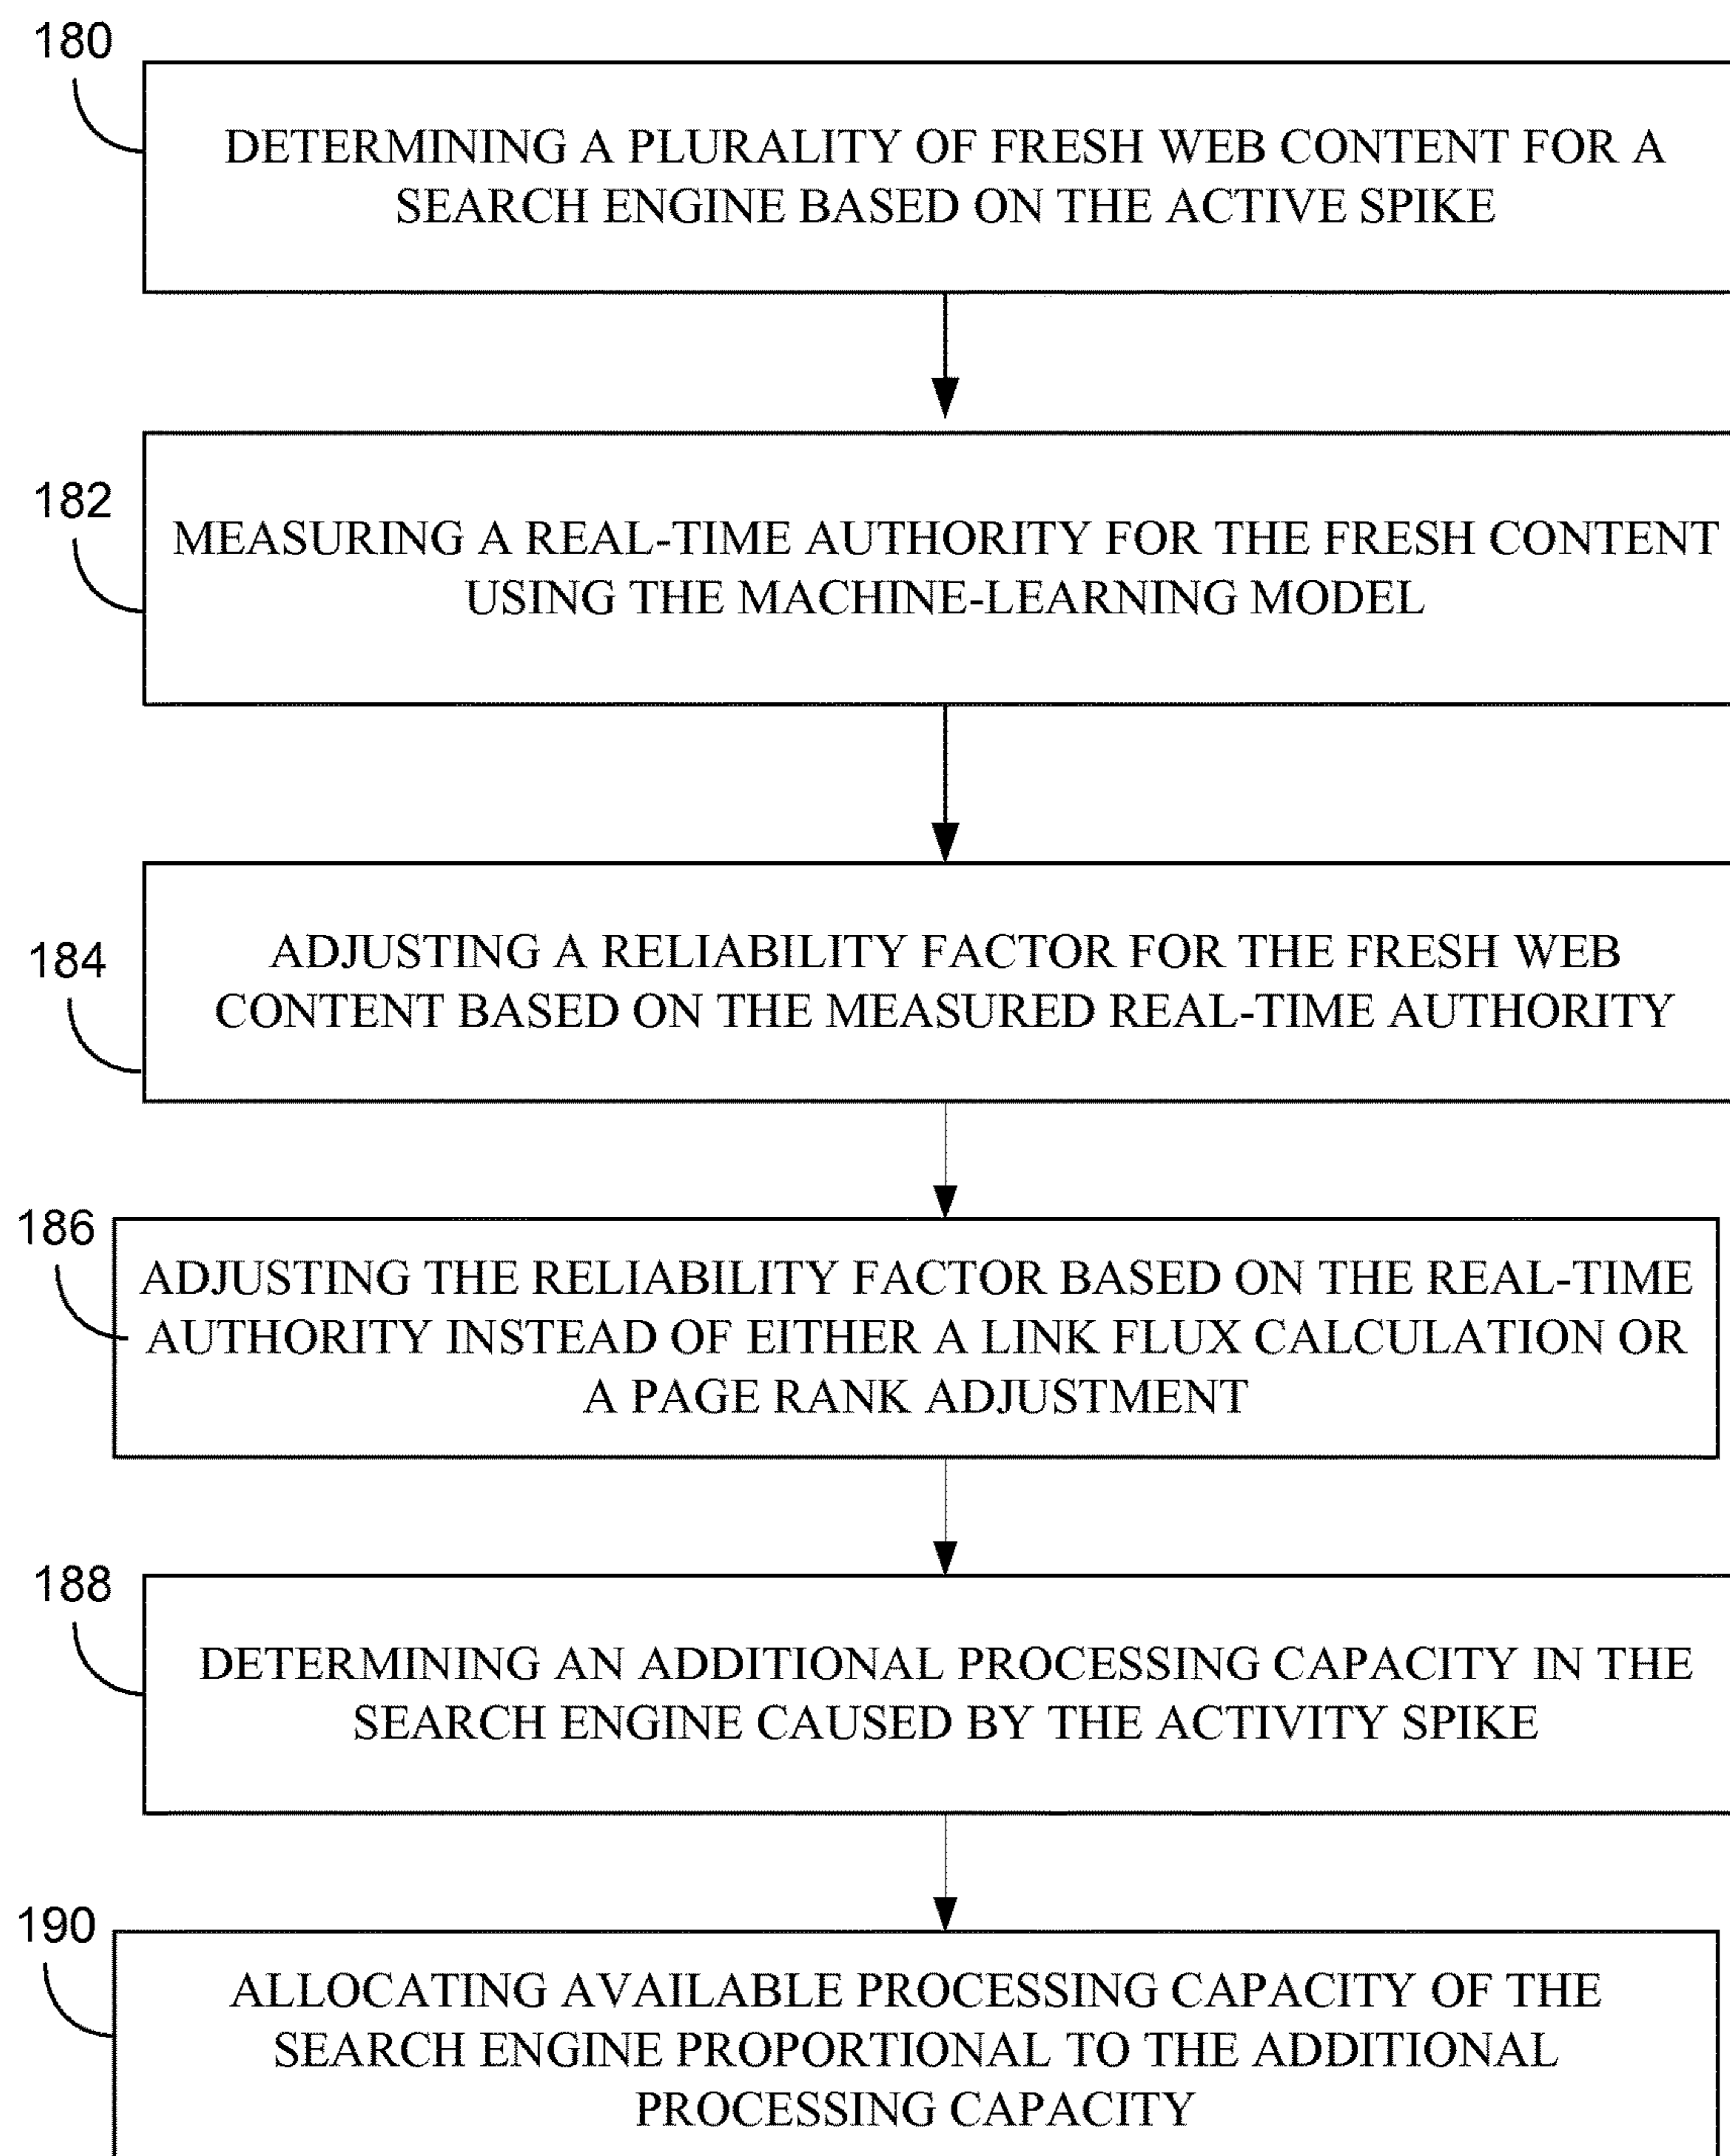 180
DETERMINING A PLURALITY OF FRESH WEB CONTENT FOR A
SEARCH ENGINE BASED ON THE ACTIVE SPIKE
182
MEASURING A REAL-TIME AUTHORITY FOR THE FRESH CONTENT
USING THE MACHINE-LEARNING MODEL
184
ADJUSTING A RELIABILITY FACTOR FOR THE FRESH WEB
CONTENT BASED ON THE MEASURED REAL-TIME AUTHORITY
186
ADJUSTING THE RELIABILITY FACTOR BASED ON THE REAL-TIME
AUTHORITY INSTEAD OF EITHER A LINK FLUX CALCULATION OR
A PAGE RANK ADJUSTMENT
188
DETERMINING AN ADDITIONAL PROCESSING CAPACITY IN THE
SEARCH ENGINE CAUSED BY THE ACTIVITY SPIKE
190
ALLOCATING AVAILABLE PROCESSING CAPACITY OF THE
SEARCH ENGINE PROPORTIONAL TO THE ADDITIONAL
PROCESSING CAPACITY